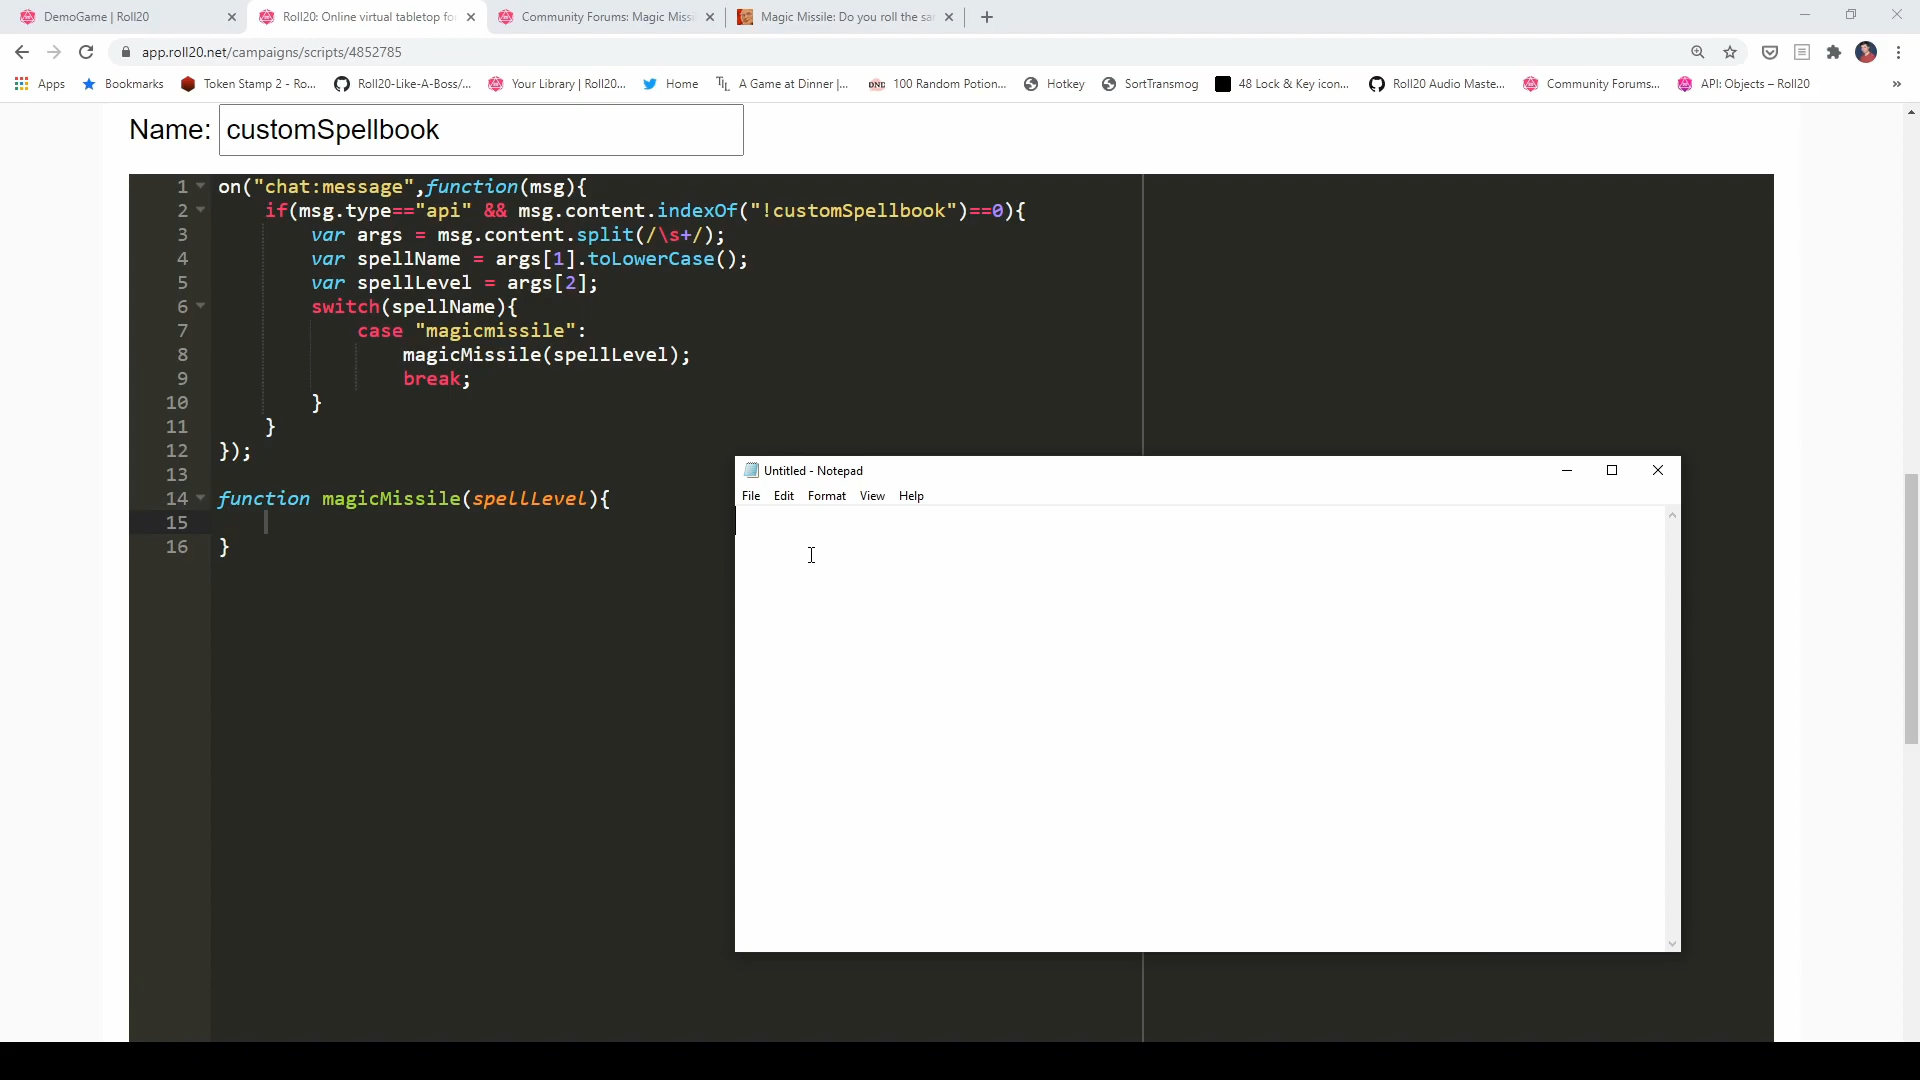 DemoGame | Roll20
Roll20: Online virtual tabletop fo
Community Forums: Magic Miss
Magic Missile: Do you roll the sa
app.roll20.net/campaigns/scripts/4852785
Apps
Bookmarks
Token Stamp 2 - Ro...
Roll20-Like-A-Boss/...
Your Library | Roll20...
Home
TL A Game at Dinner |...
DND 100 Random Potion...
Hotkey
SortTransmog
48 Lock & Key icon...
Roll20 Audio Maste...
Community Forums...
API: Objects – Roll20
»
Name: customSpellbook
1 on("chat:message",function(msg){
2 if(msg.type=="api" && msg.content.indexOf("!customSpellbook")==0){
3 var args = msg.content.split(/\s+/);
4 var spellName = args[1].toLowerCase();
5 var spellLevel = args[2];
6 switch(spellName){
7 case "magicmissile":
8 magicMissile(spellLevel);
9 break;
10 }
11 }
12 });
13
14 function magicMissile(spellLevel){
15
16 }
Untitled - Notepad
File Edit Format View Help